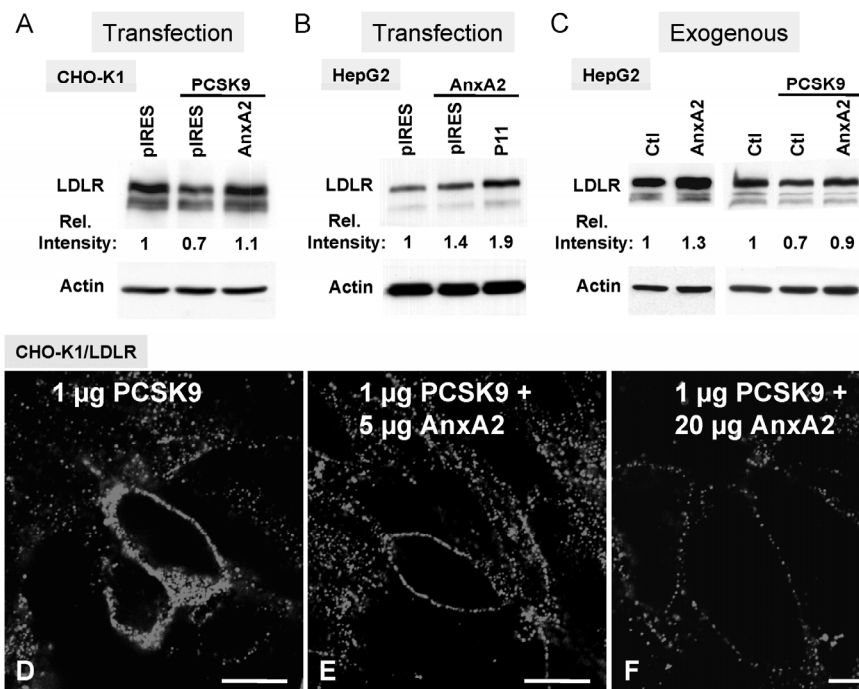 A Transfection
CHO-K1
PCSK9
pIRES pIRES AnxA2
LDLR
Rel.
Intensity: 1 0.7 1.1
Actin
B Transfection
HepG2
AnxA2
pIRES pIRES P11
LDLR
Rel.
Intensity: 1 1.4 1.9
Actin
C Exogenous
HepG2
PCSK9
Ctl AnxA2 Ctl Ctl AnxA2
LDLR
Rel.
Intensity: 1 1.3 1 0.7 0.9
Actin
CHO-K1/LDLR
1 µg PCSK9
D
1 µg PCSK9 +
5 µg AnxA2
E
1 µg PCSK9 +
20 µg AnxA2
F